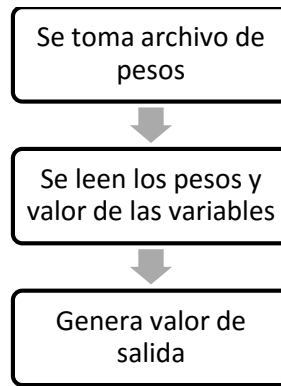 Se toma archivo de
pesos
Se leen los pesos y
valor de las variables
Genera valor de
salida